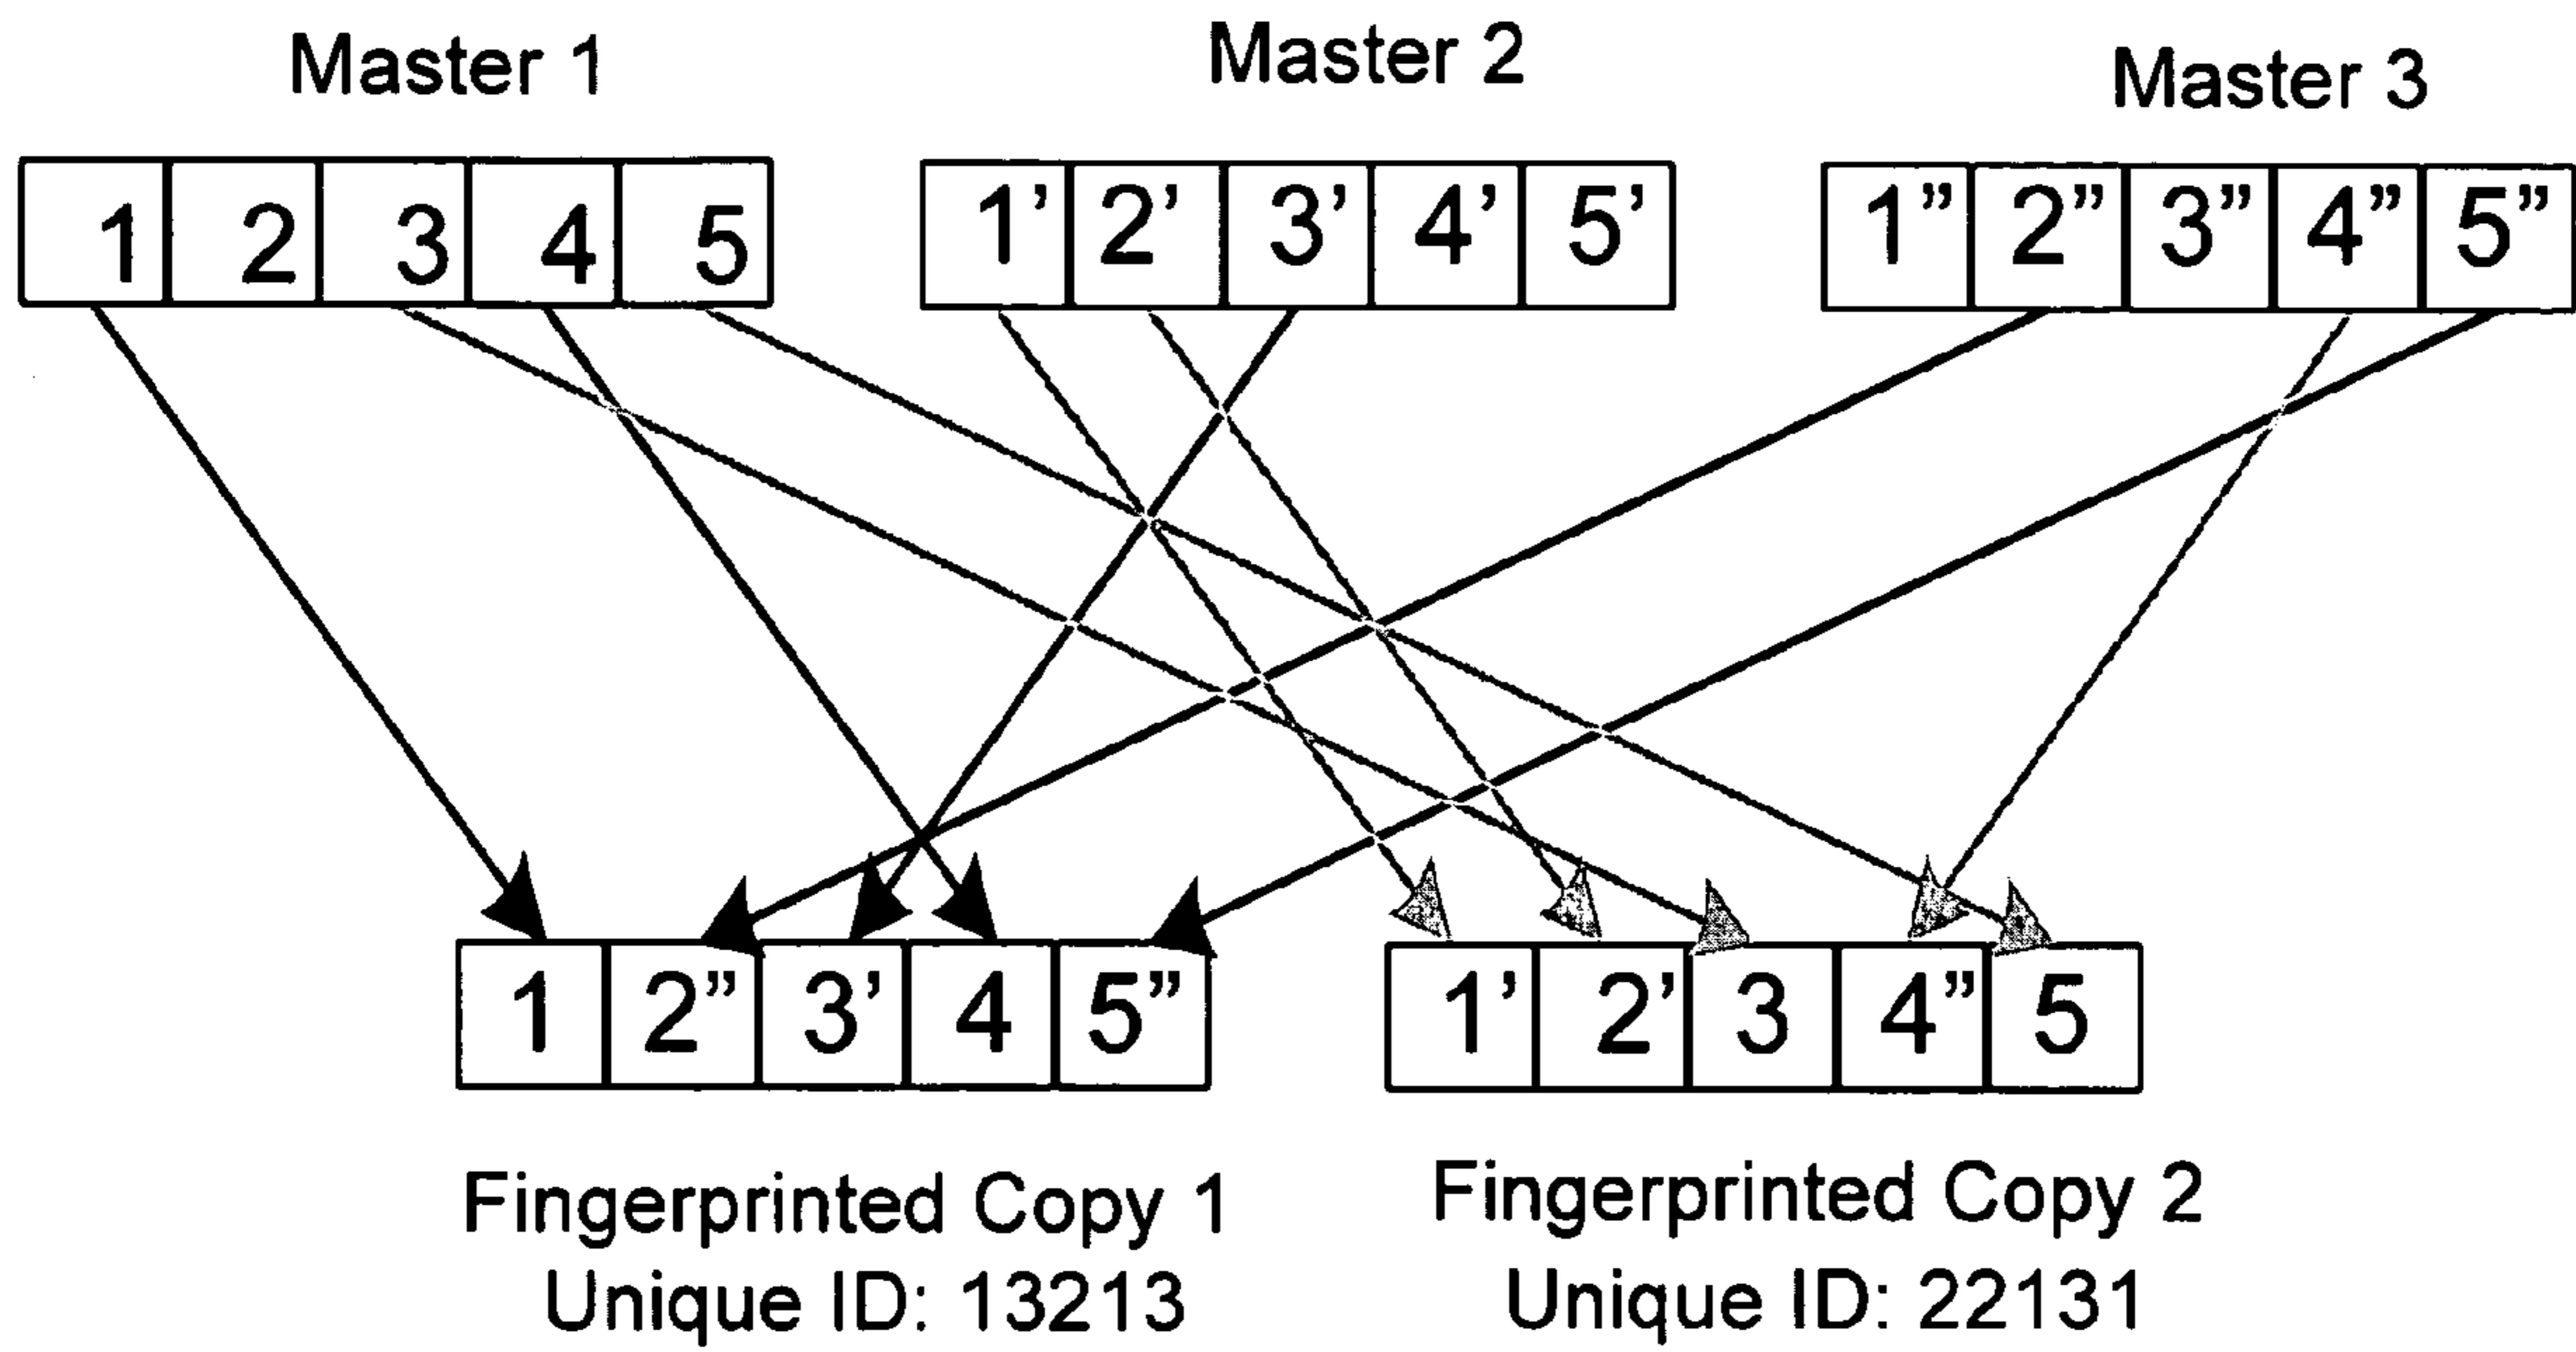 Master 1
Master 2
Master 3
1 2 3 4 5
1’ 2’ 3’ 4’ 5’
1” 2” 3” 4” 5”
1 2” 3’ 4 5”
1’ 2’ 3 4” 5
Fingerprinted Copy 1
Unique ID: 13213
Fingerprinted Copy 2
Unique ID: 22131